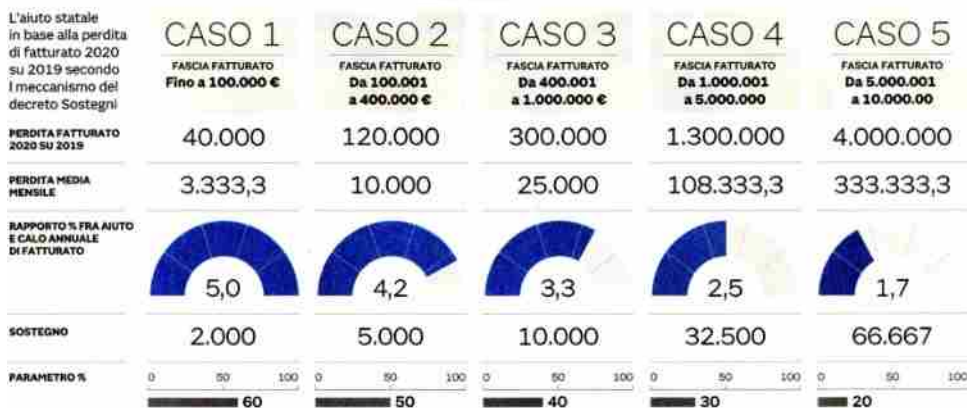 L'aiuto statale
in base alla perdita
di fatturato 2020
su 2019 secondo
I meccanismo del
decreto Sostegni
CASO 1
FASCIA FATTURATO
Fino a 100.000 €
CASO 2
FASCIA FATTURATO
Da 100.001
a 400.000 €
CASO 3
FASCIA FATTURATO
Da 400.001
a 1.000.000 €
CASO 4
FASCIA FATTURATO
Da 1.000.001
a 5.000.000
CASO 5
FASCIA FATTURATO
Da 5.000.001
a 10.000.00
PERDITA FATTURATO
2020 SU 2019
40.000 120.000 300.000 1.300.000 4.000.000
PERDITA MEDIA
MENSILE
3.333,3 10.000 25.000 108.333,3 333.333,3
RAPPORTO % FRA AIUTO
E CALO ANNUALE
DI FATTURATO
5,0 4,2 3,3 2,5 1,7
SOSTEGNO 2.000 5.000 10.000 32.500 66.667
PARAMETRO % 0 50 100 0 50 100 0 50 100 0 50 100 0 50 100
60 50 40 30 20